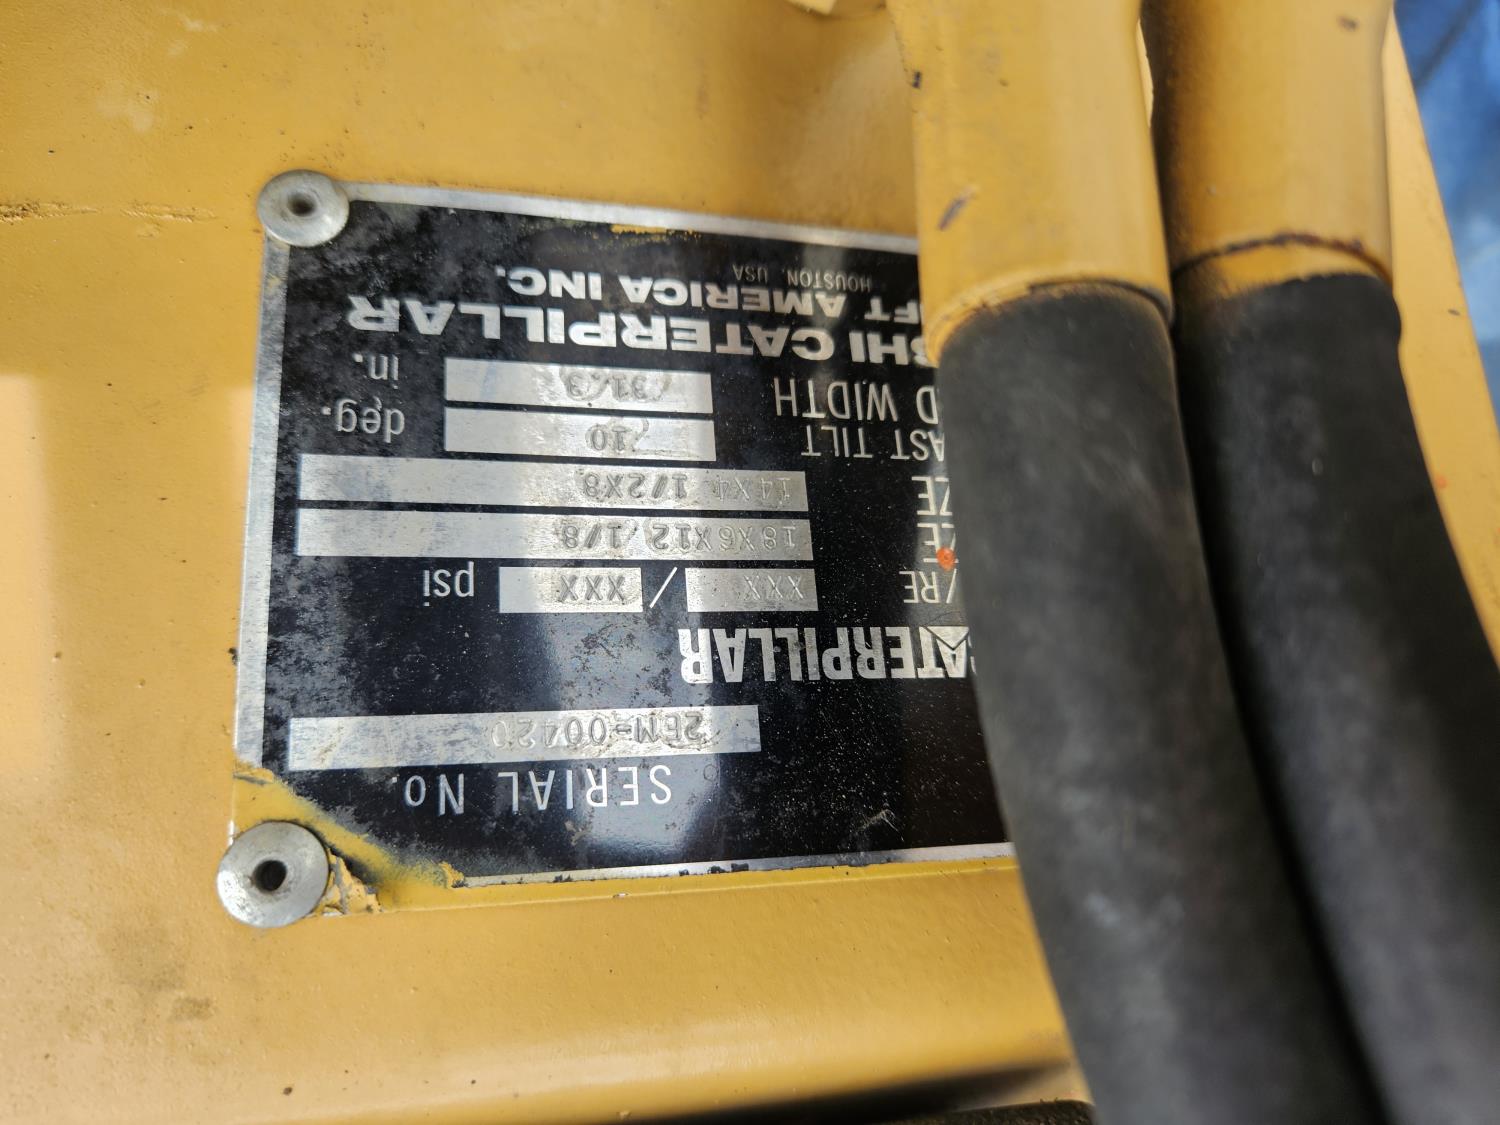 SERIAL No.
2EM-00420
CATERPILLAR
/RE XXX / XXX psi
ZE 18X6X12 1/8
ZE 14X4 1/2X8
AST TILT 10 deg.
D WIDTH 31.3 in.
SHI CATERPILLAR
FT AMERICA INC.
HOUSTON, USA